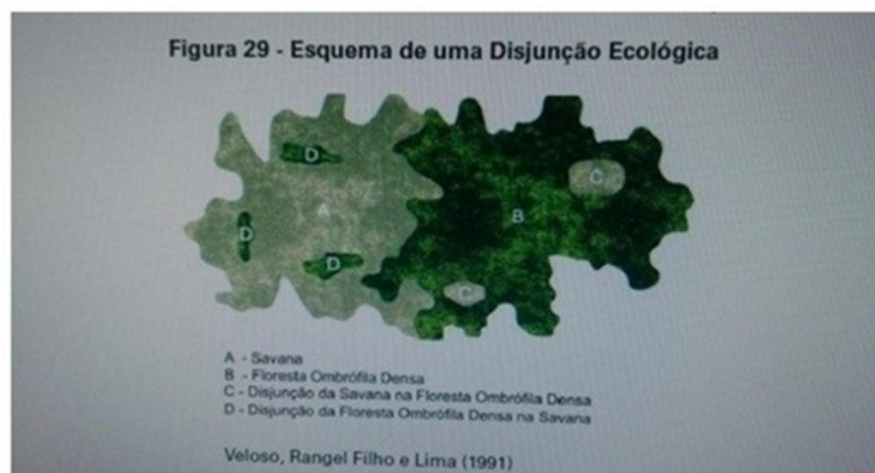 Figura 29 - Esquema de uma Disjunção Ecológica
D
C
A
B
D
D
C
A - Savana
B - Floresta Ombrófila Densa
C - Disjunção da Savana na Floresta Ombrófila Densa
D - Disjunção da Floresta Ombrófila Densa na Savana
Veloso, Rangel Filho e Lima (1991)